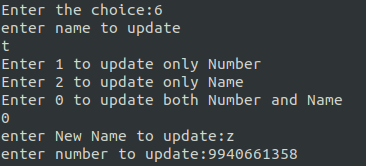 Enter the choice:6
enter name to update
t
Enter 1 to update only Number
Enter 2 to update only Name
Enter 0 to update both Number and Name
0
enter New Name to update:z
enter number to update:9940661358